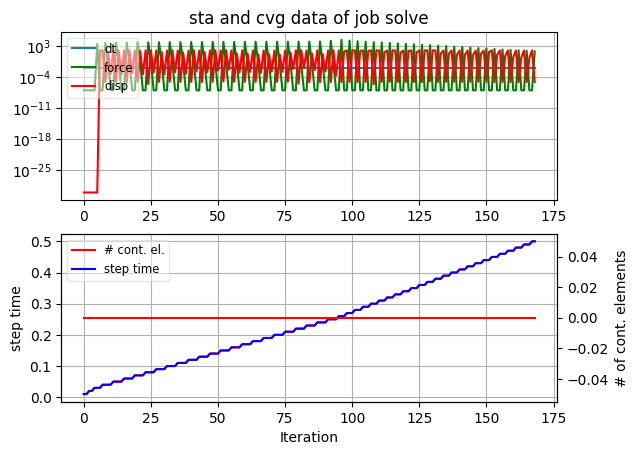 sta and cvg data of job solve
10^3
10^-4
10^-11
10^-18
10^-25
dt
force
disp
0 25 50 75 100 125 150 175
0.5
0.4
0.3
0.2
0.1
0.0
step time
# cont. el.
step time
0.04
0.02
0.00
−0.02
−0.04
# of cont. elements
0 25 50 75 100 125 150 175
Iteration